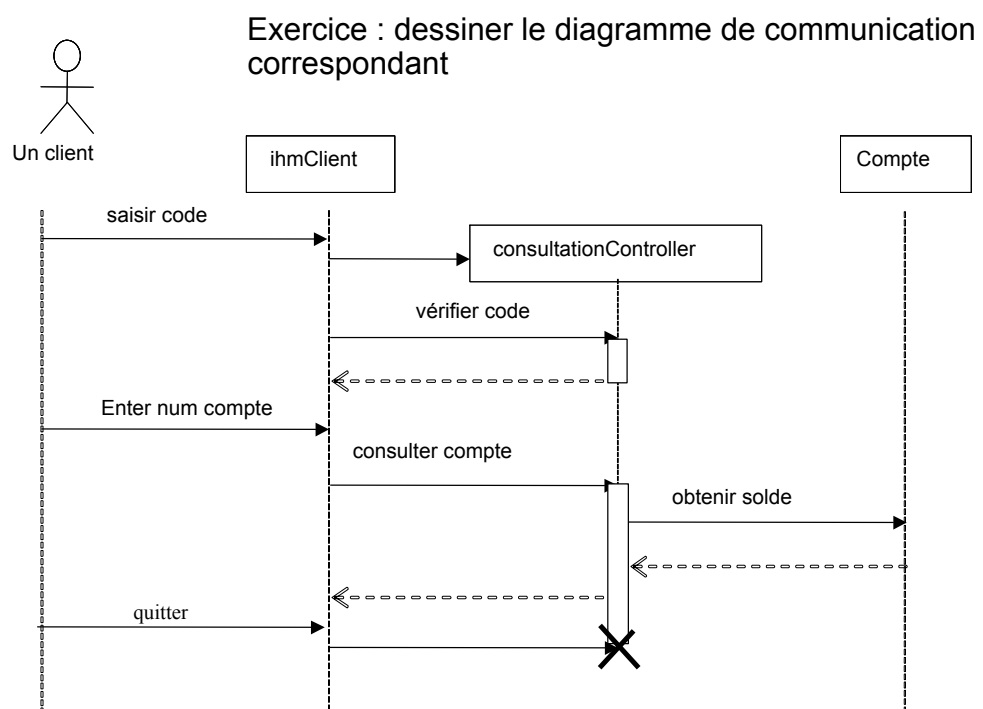 Exercice : dessiner le diagramme de communication
correspondant
Un client
ihmClient
Compte
saisir code
consultationController
vérifier code
Enter num compte
consulter compte
obtenir solde
quitter